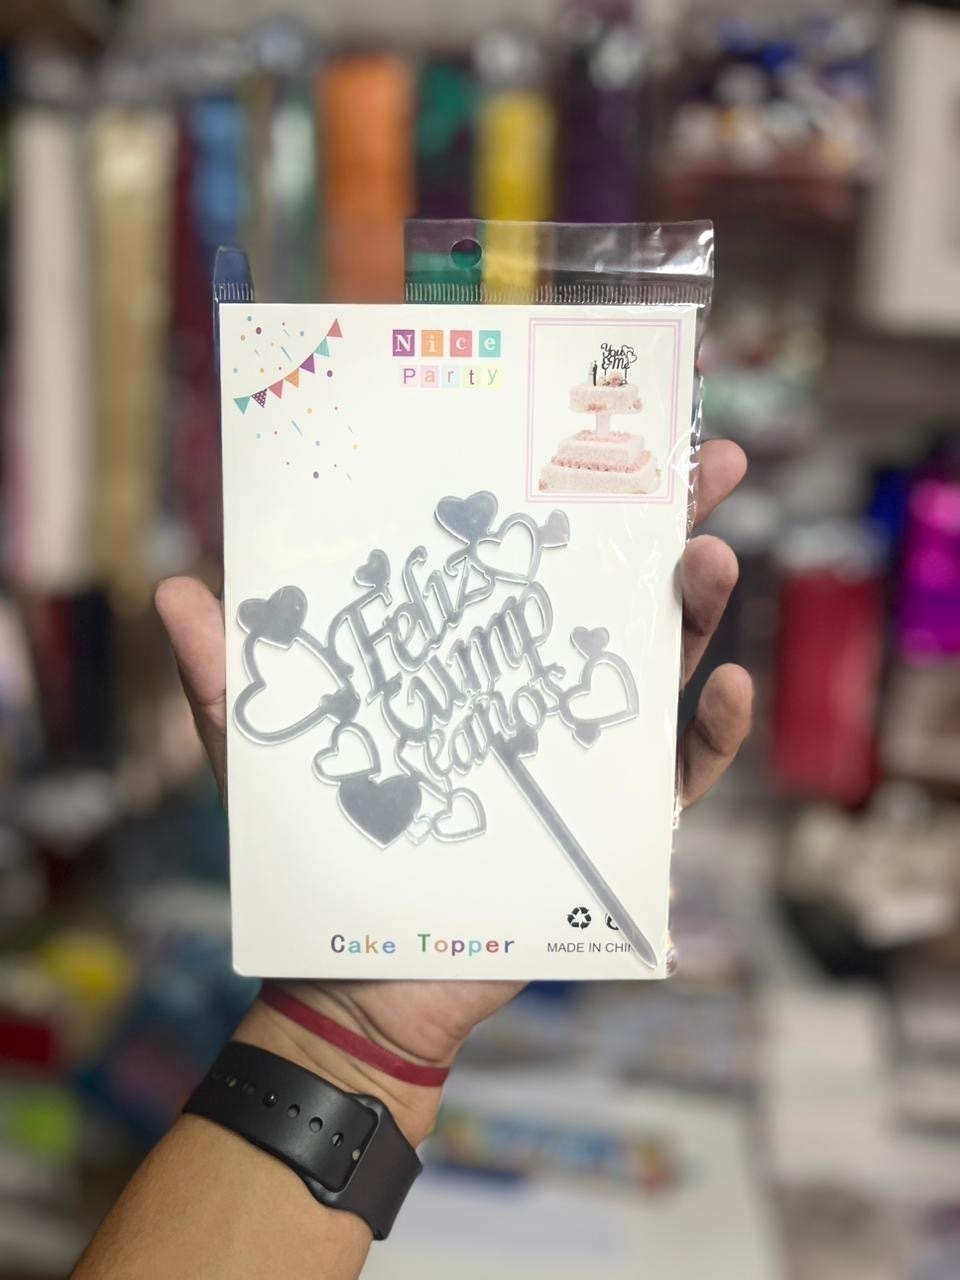 Nice
Party
You
& Me
Feliz
Cump
leaños
Cake Topper
MADE IN CHIN